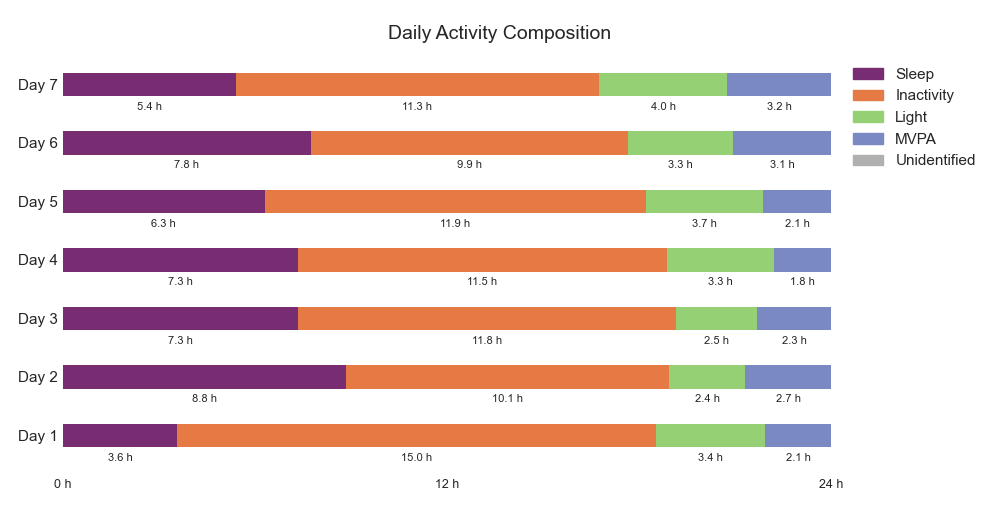 Daily Activity Composition
Day 7
5.4 h 11.3 h 4.0 h 3.2 h
Day 6
7.8 h 9.9 h 3.3 h 3.1 h
Day 5
6.3 h 11.9 h 3.7 h 2.1 h
Day 4
7.3 h 11.5 h 3.3 h 1.8 h
Day 3
7.3 h 11.8 h 2.5 h 2.3 h
Day 2
8.8 h 10.1 h 2.4 h 2.7 h
Day 1
3.6 h 15.0 h 3.4 h 2.1 h
0 h 12 h 24 h
Sleep
Inactivity
Light
MVPA
Unidentified